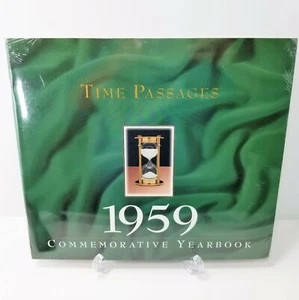 TIME PASSAGES
1959
COMMEMORATIVE YEARBOOK